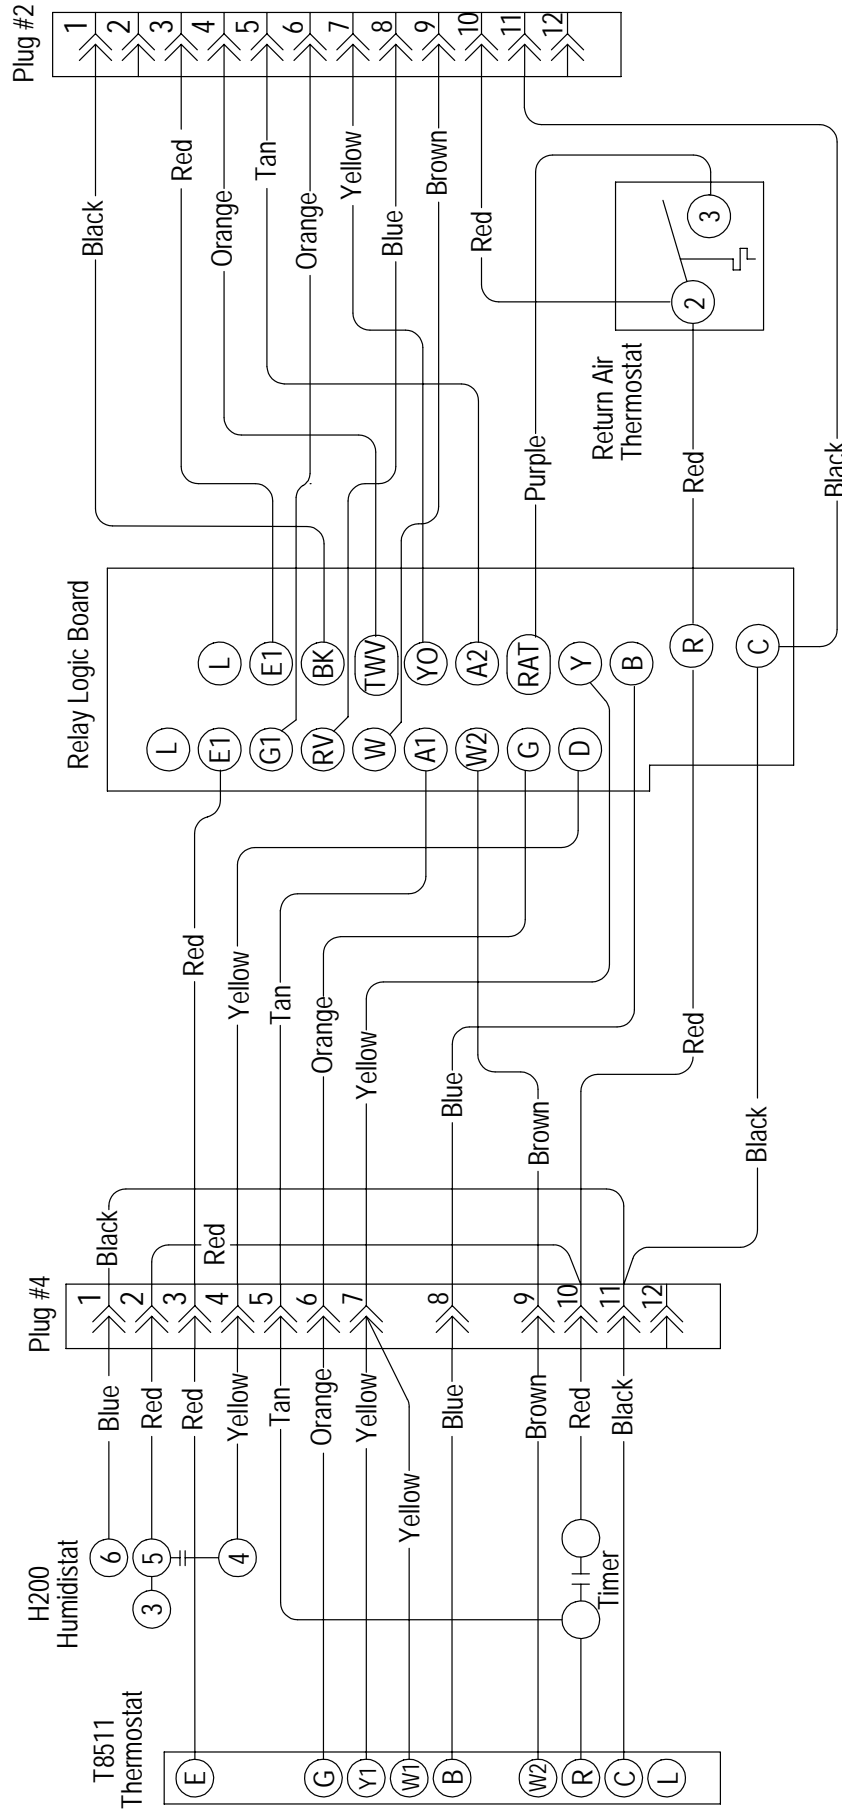 T8511
Thermostat
E
G
Y1
W1
B
W2
R
C
L
H200
Humidistat
6
5
3
4
Timer
Blue
Red
Red
Yellow
Tan
Orange
Yellow
Yellow
Blue
Brown
Red
Black
Plug #4
1
2
3
4
5
6
7
8
9
10
11
12
Black
Red
Red
Yellow
Tan
Orange
Yellow
Blue
Brown
Red
Black
Relay Logic Board
L
E1
G1
RV
W
A1
W2
G
D
L
E1
BK
TWV
YO
A2
RAT
Y
B
R
C
Return Air
Thermostat
2
3
Purple
Red
Black
Black
Red
Orange
Tan
Orange
Yellow
Blue
Brown
Red
Plug #2
1
2
3
4
5
6
7
8
9
10
11
12